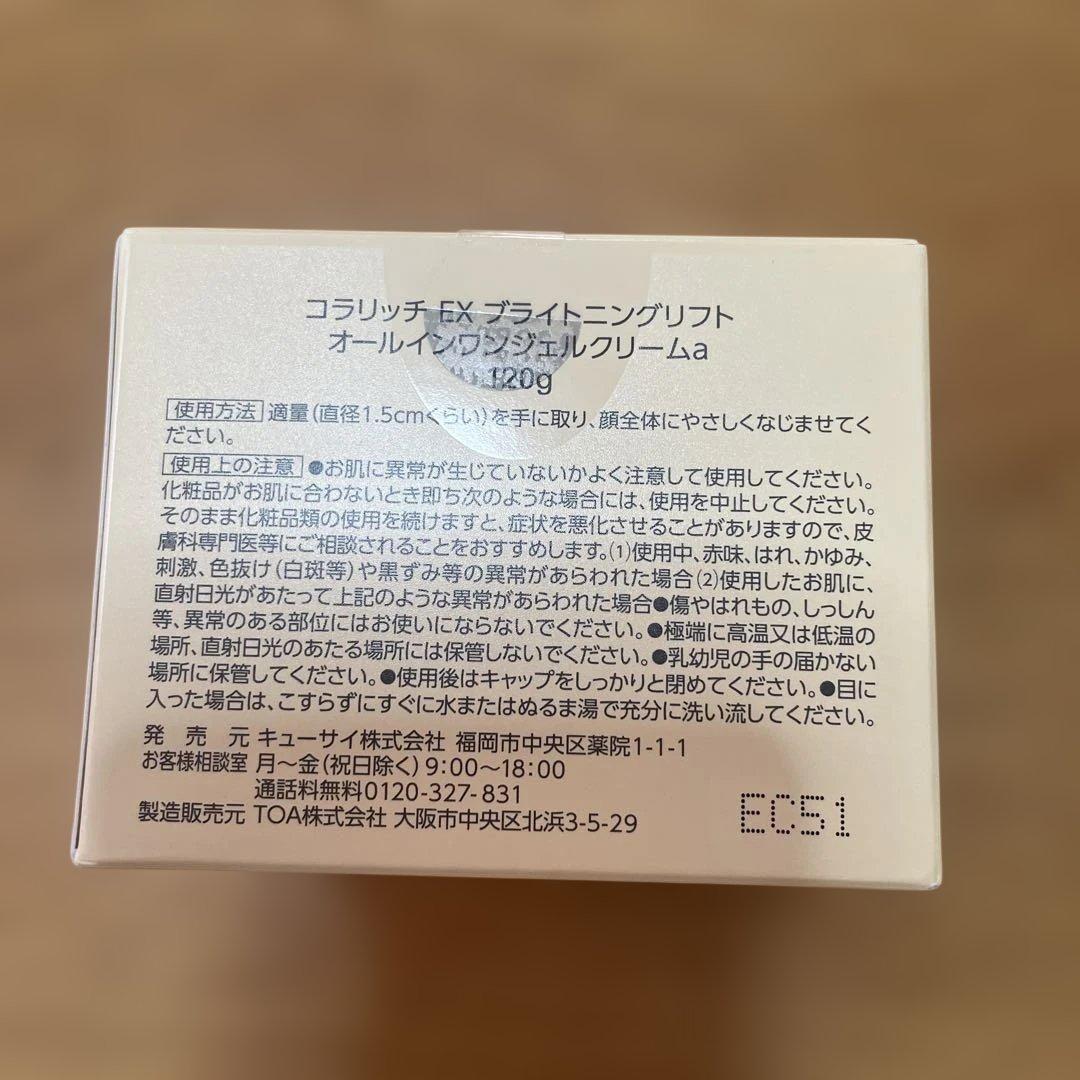 コラリッチ EX ブライトニングリフト
オールインワンジェルクリームa
120g
使用方法 適量(直径1.5cmくらい)を手に取り、顔全体にやさしくなじませてく
ださい。
使用上の注意 ●お肌に異常が生じていないかよく注意して使用してください。
化粧品がお肌に合わないとき即ち次のような場合には、使用を中止してください。
そのまま化粧品類の使用を続けますと、症状を悪化させることがありますので、皮
膚科専門医等にご相談されることをおすすめします。(1)使用中、赤味、はれ、かゆみ、
刺激、色抜け(白斑等)や黒ずみ等の異常があらわれた場合(2)使用したお肌に、
直射日光があたって上記のような異常があらわれた場合●傷やはれもの、しっしん
等、異常のある部位にはお使いにならないでください。●極端に高温又は低温の
場所、直射日光のあたる場所には保管しないでください。●乳幼児の手の届かない
場所に保管してください。●使用後はキャップをしっかりと閉めてください。●目に
入った場合は、こすらずにすぐに水またはぬるま湯で充分に洗い流してください。
発売元 キューサイ株式会社 福岡市中央区薬院1-1-1
お客様相談室 月〜金(祝日除く)9:00〜18:00
通話料無料0120-327-831
製造販売元 TOA株式会社 大阪市中央区北浜3-5-29
EC51